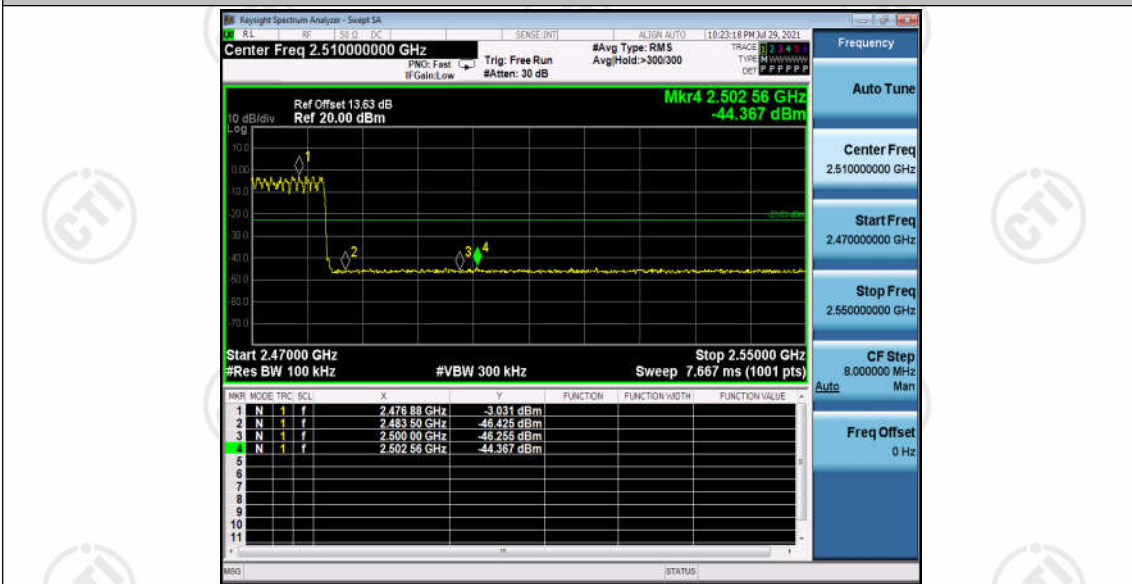 Keysight Spectrum Analyzer - Swept SA
RL RF 50 Ω DC SENSE:INT ALIGN AUTO 10:23:18 PM Jul 29, 2021
Center Freq 2.510000000 GHz
PNO: Fast
IFGain:Low
Trig: Free Run
#Atten: 30 dB
#Avg Type: RMS
Avg|Hold:>300/300
TRACE 1 2 3 4 5 6
TYPE M WWWWW
DET P P P P P P
Frequency
Auto Tune
Center Freq
2.510000000 GHz
Start Freq
2.470000000 GHz
Stop Freq
2.550000000 GHz
CF Step
8.000000 MHz
Auto Man
Freq Offset
0 Hz
Mkr4 2.502 56 GHz
-44.367 dBm
Ref Offset 13.63 dB
10 dB/div Ref 20.00 dBm
Log
10.0
0.00
-10.0
-20.0
-30.0
-40.0
-50.0
-60.0
-70.0
1
2
3
4
Start 2.47000 GHz Stop 2.55000 GHz
#Res BW 100 kHz #VBW 300 kHz Sweep 7.667 ms (1001 pts)
MKR MODE TRC SCL X Y FUNCTION FUNCTION WIDTH FUNCTION VALUE
1 N 1 f 2.476 88 GHz -3.031 dBm
2 N 1 f 2.483 50 GHz -46.425 dBm
3 N 1 f 2.500 00 GHz -46.255 dBm
4 N 1 f 2.502 56 GHz -44.367 dBm
5
6
7
8
9
10
11
MSG STATUS
CTI
CTI